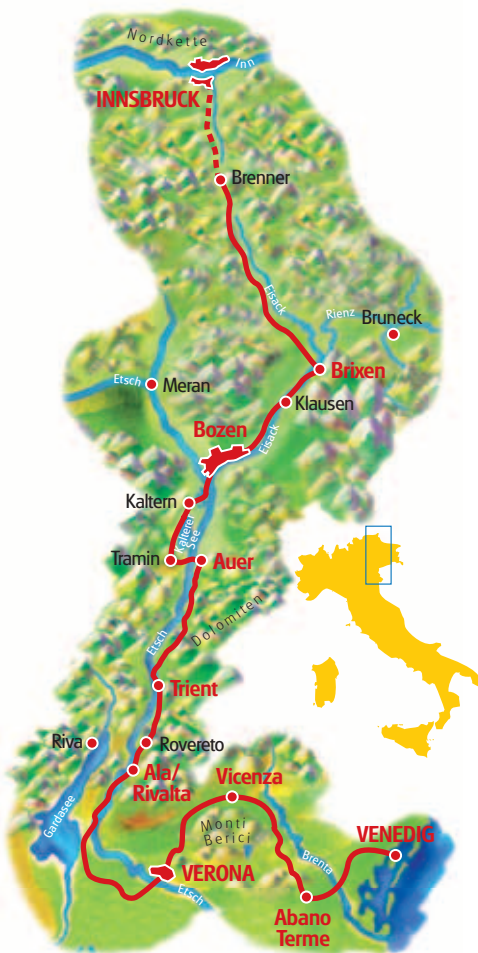 Nordkette
Inn
INNSBRUCK
Brenner
Eisack
Rienz
Bruneck
Brixen
Etsch
Meran
Klausen
Bozen
Eisack
Kaltern
Kalterer
See
Tramin
Auer
Dolomiten
Etsch
Trient
Riva
Rovereto
Ala/
Rivalta
Gardasee
Vicenza
Monti
Berici
VENEDIG
Brenta
VERONA
Etsch
Abano
Terme